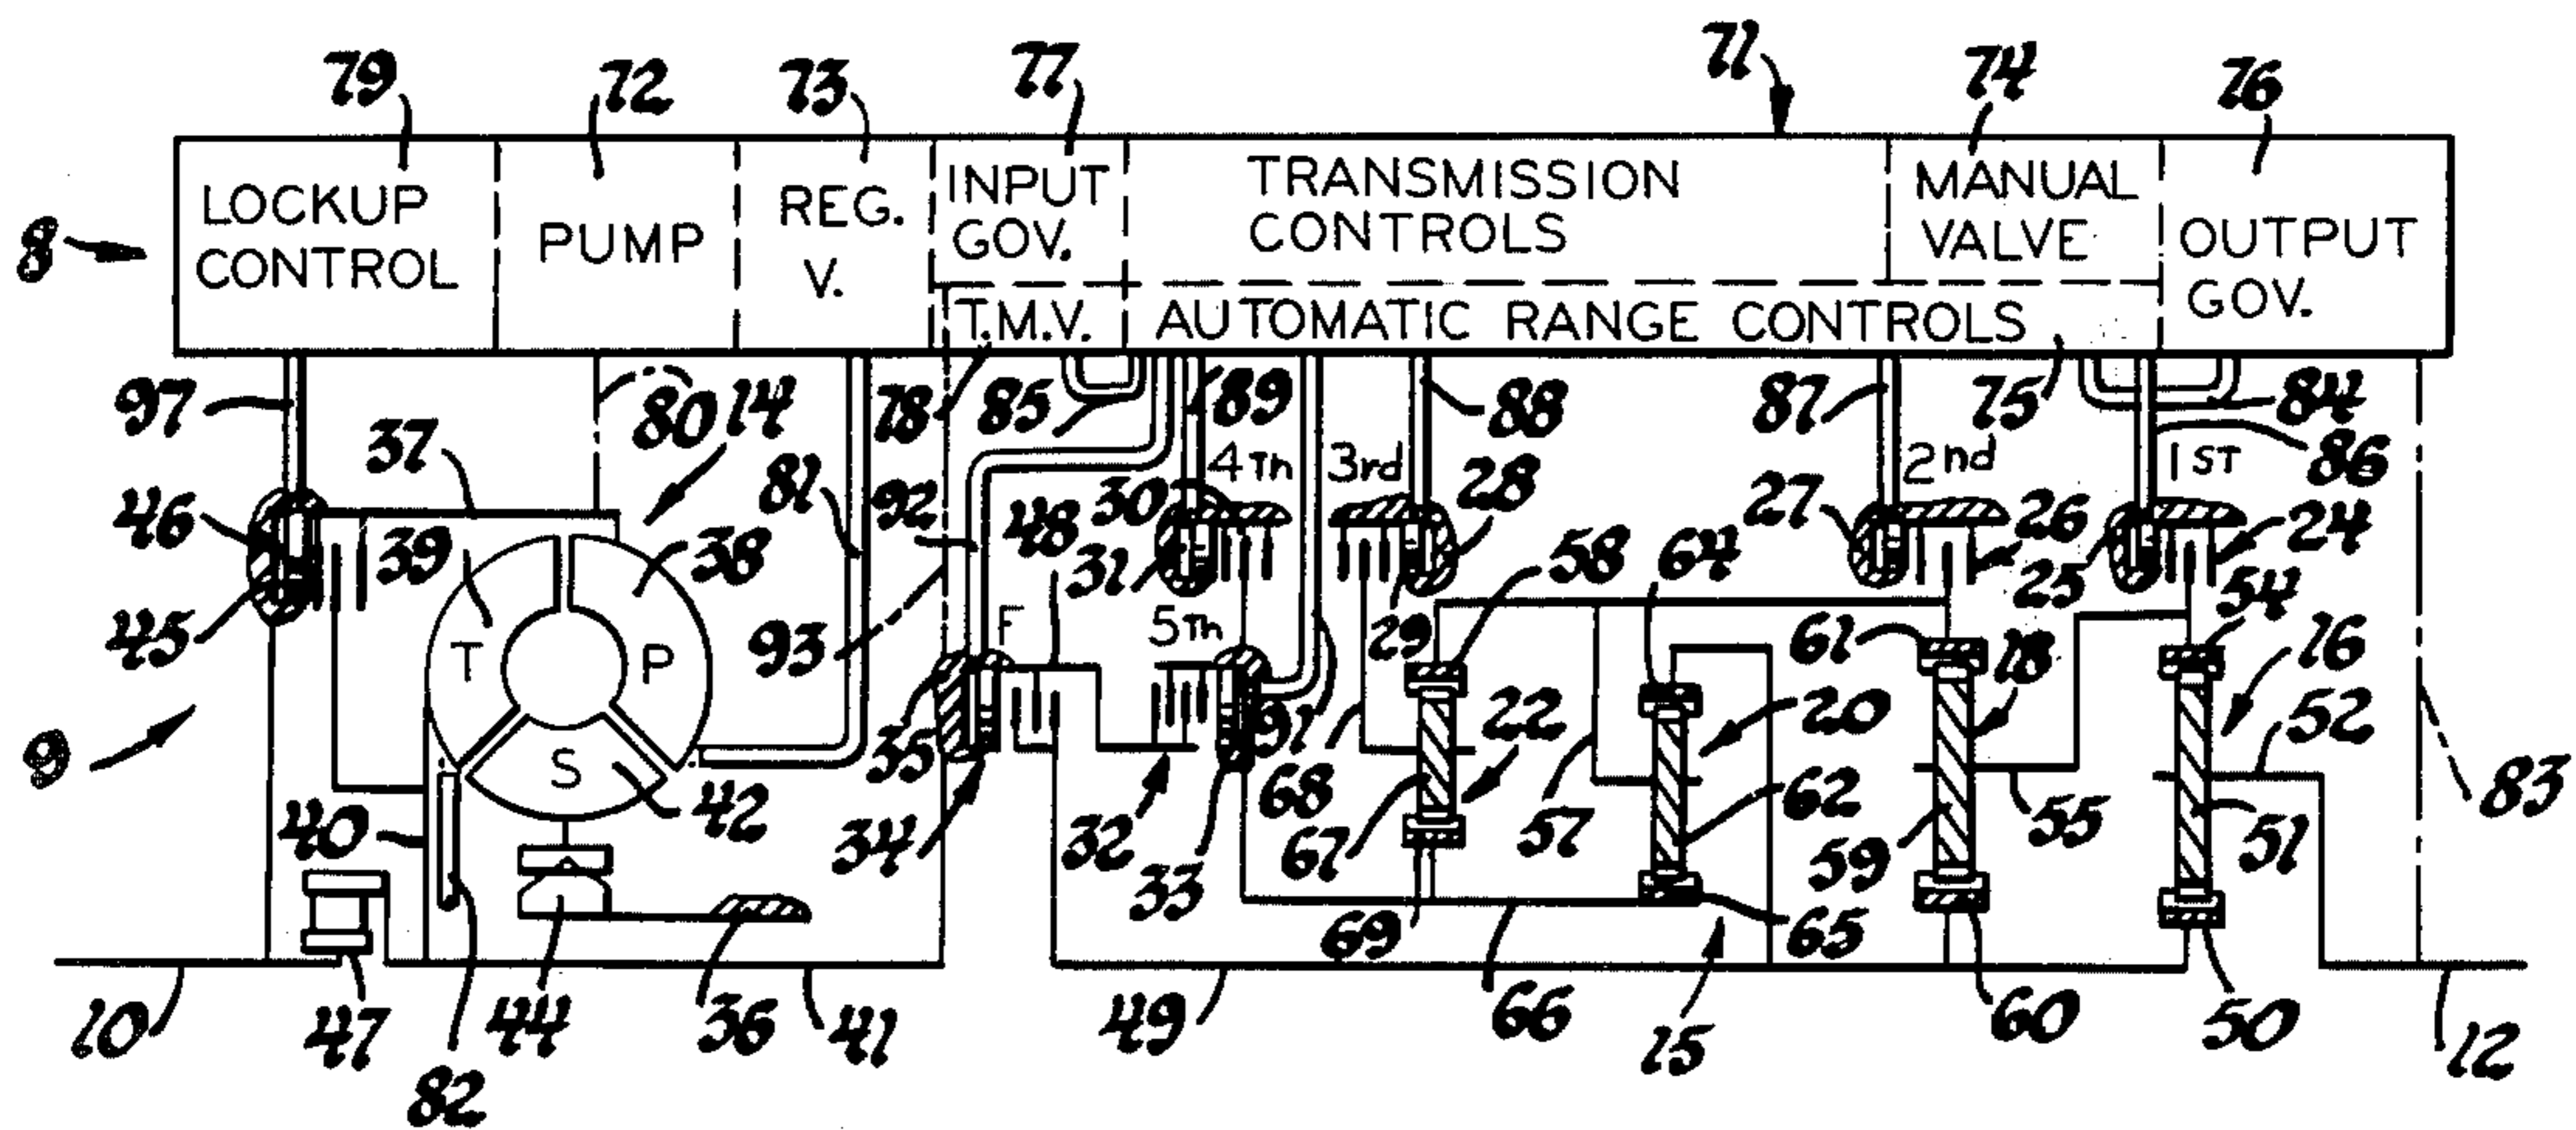 79 72 73 77 71 74 76
8
LOCKUP CONTROL
PUMP
REG. V.
INPUT GOV.
TRANSMISSION CONTROLS
MANUAL VALVE
OUTPUT GOV.
T.M.V.
AUTOMATIC RANGE CONTROLS
97 37 80 14 81 78 85 89 88 87 75 84
46 39 38 92 48 30 4Th 3rd 28 27 2nd 26 1ST 86
31 58 64 25 24
45 T P 93 F 5Th 29 61 18 54 16
9 S 42 35 91 68 22 20 52
40 34 32 33 67 57 62 59 55 51 83
69 65
10 47 82 44 36 41 49 66 15 60 50 12